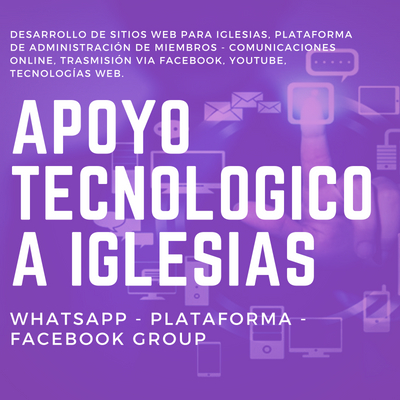 DESARROLLO DE SITIOS WEB PARA IGLESIAS, PLATAFORMA
DE ADMINISTRACIÓN DE MIEMBROS - COMUNICACIONES
ONLINE, TRASMISIÓN VIA FACEBOOK, YOUTUBE,
TECNOLOGÍAS WEB.
APOYO
TECNOLOGICO
A IGLESIAS
WHATSAPP - PLATAFORMA -
FACEBOOK GROUP